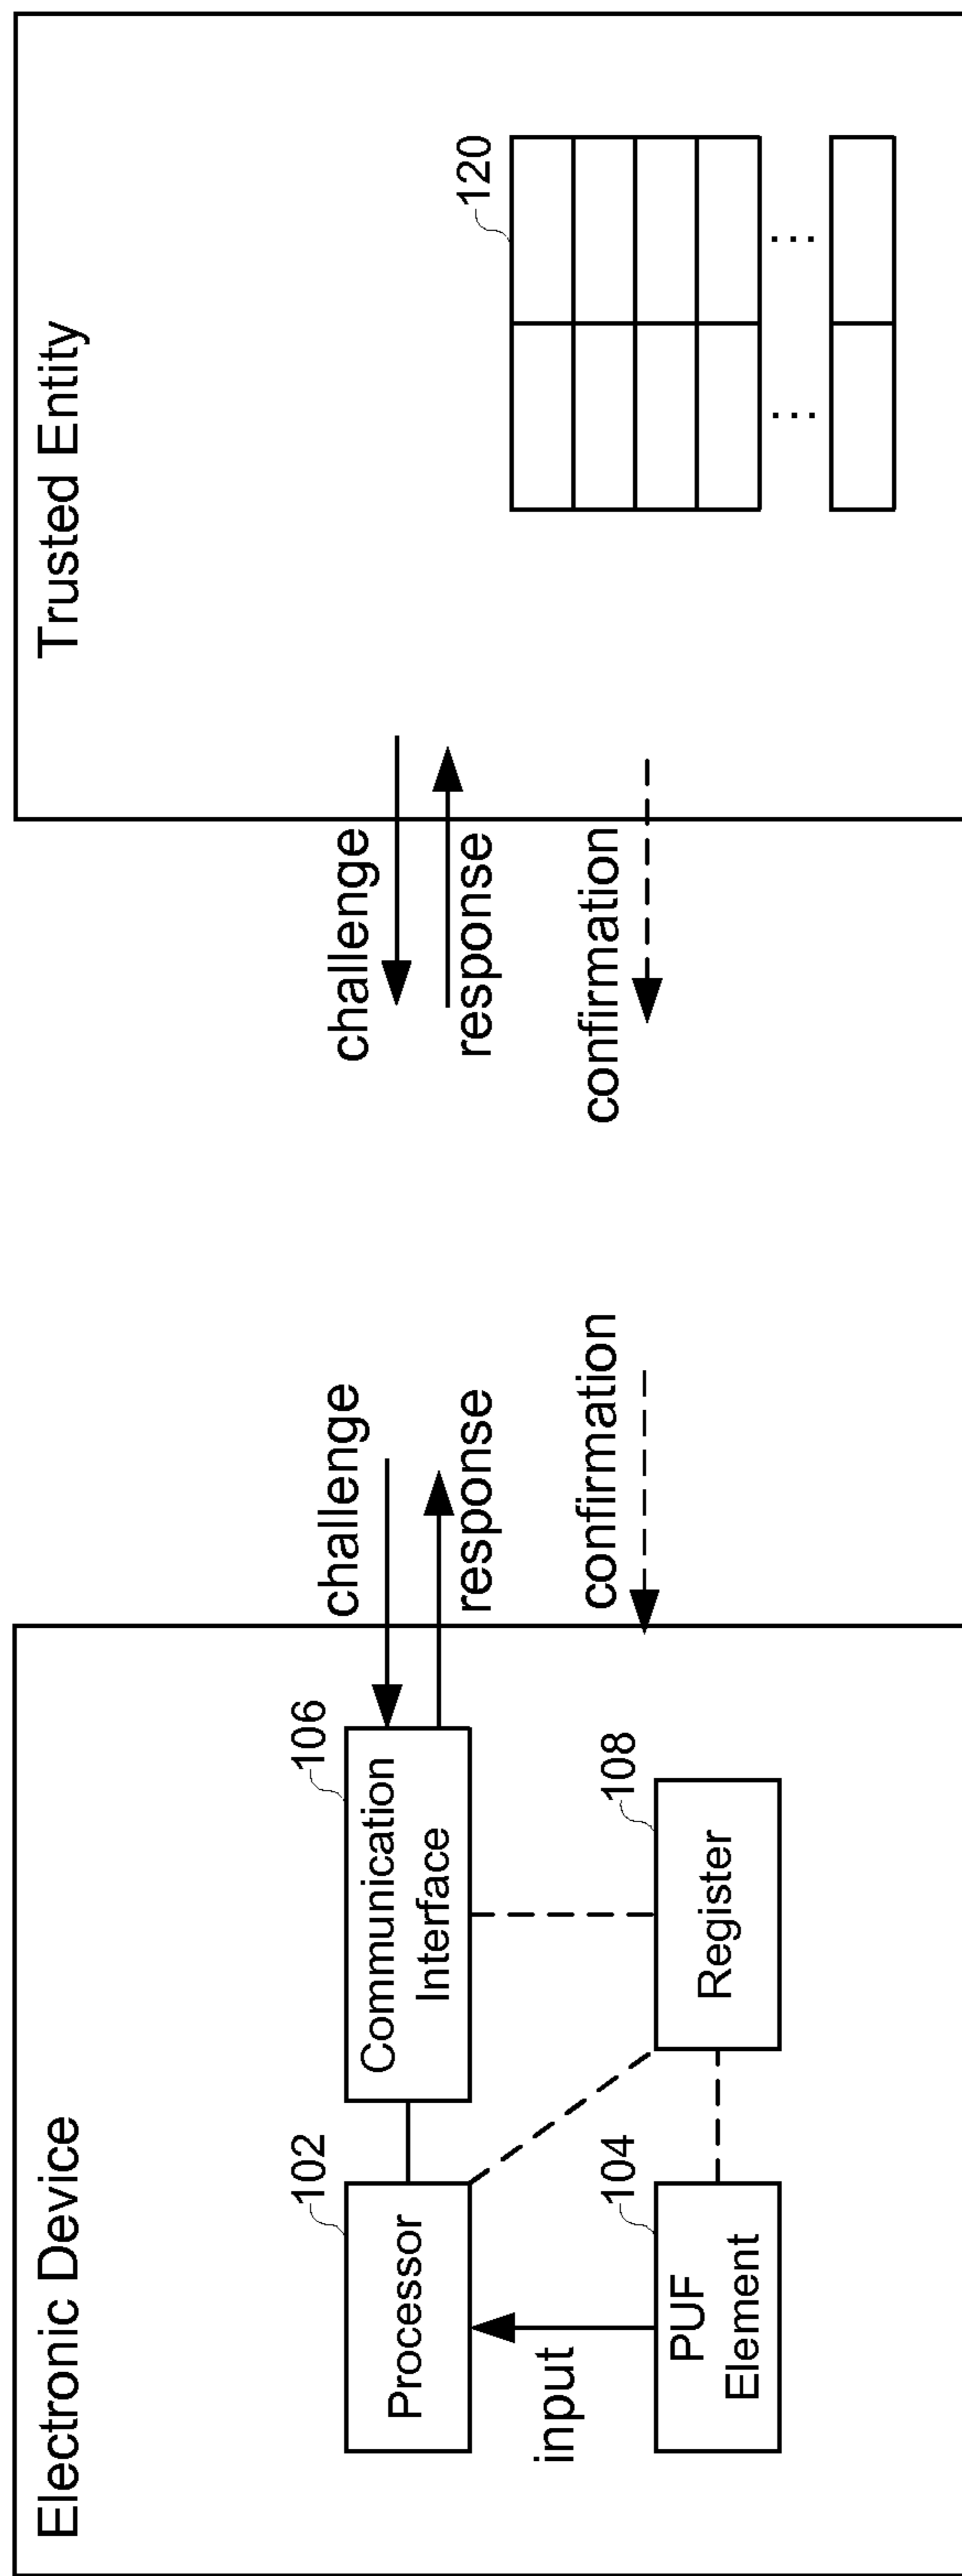 Electronic Device
102
Processor
106
Communication
Interface
input
104
PUF
Element
108
Register
challenge
response
confirmation
challenge
response
confirmation
Trusted Entity
120
...
...